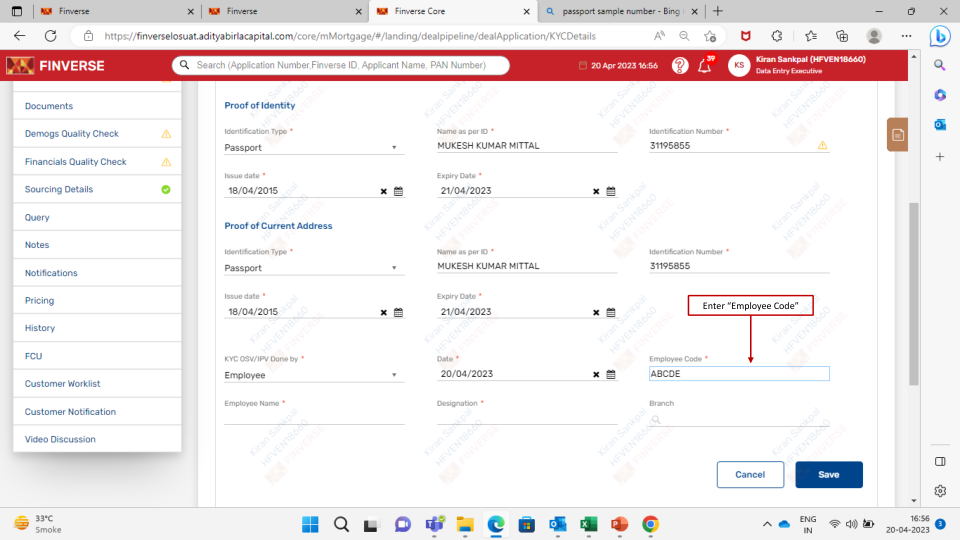 Finverse
Finverse
Finverse Core
passport sample number - Bing
https://finverselosuat.adityabirlacapital.com/core/mMortgage/#/landing/dealpipeline/dealApplication/KYCDetails
FINVERSE
Search (Application Number,Finverse ID, Applicant Name, PAN Number)
20 Apr 2023 16:56
39
KS
Kiran Sankpal (HFVEN18660)
Data Entry Executive
Documents
Demogs Quality Check
Financials Quality Check
Sourcing Details
Query
Notes
Notifications
Pricing
History
FCU
Customer Worklist
Customer Notification
Video Discussion
Proof of Identity
Identification Type * Name as per ID * Identification Number *
Passport MUKESH KUMAR MITTAL 31195855
Issue date * Expiry Date *
18/04/2015 21/04/2023
Proof of Current Address
Identification Type * Name as per ID * Identification Number *
Passport MUKESH KUMAR MITTAL 31195855
Issue date * Expiry Date *
18/04/2015 21/04/2023
Enter “Employee Code”
KYC OSV/IPV Done by * Date * Employee Code *
Employee 20/04/2023 ABCDE
Employee Name * Designation * Branch
Cancel Save
Kiran Sankpal
HFVEN18660
FINVERSE
33°C
Smoke
ENG
IN
16:56
20-04-2023
3